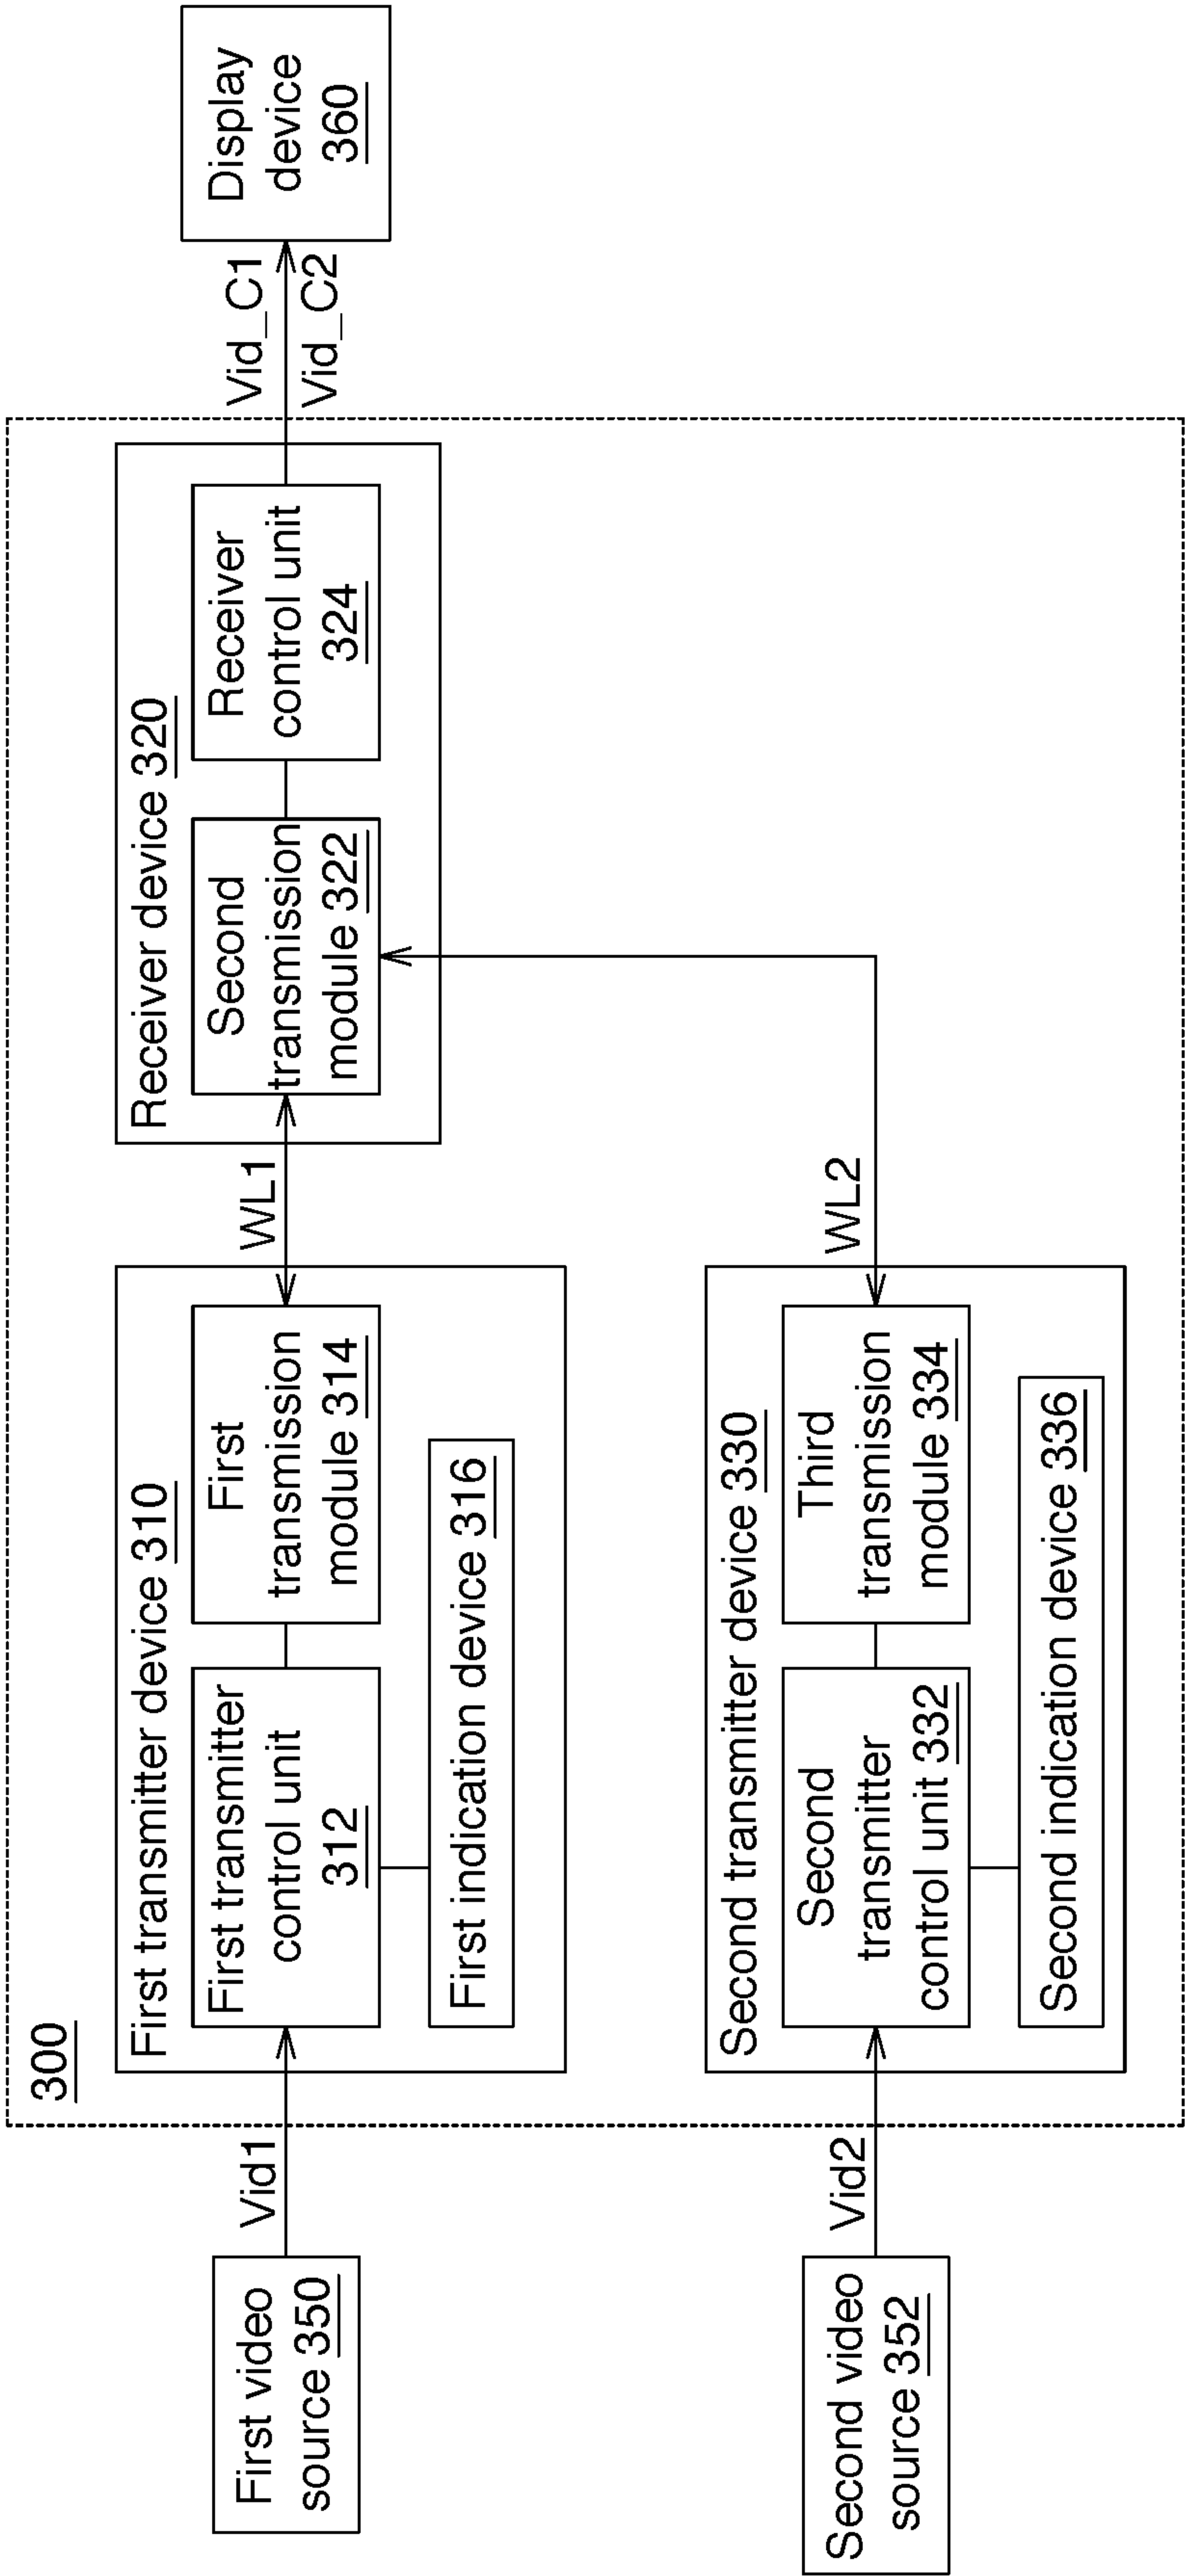 300
First video
source 350
Vid1
First transmitter device 310
First transmitter
control unit
312
First
transmission
module 314
First indication device 316
WL1
Receiver device 320
Second
transmission
module 322
Receiver
control unit
324
Vid_C1
Vid_C2
Display
device
360
Second video
source 352
Vid2
Second transmitter device 330
Second
transmitter
control unit 332
Third
transmission
module 334
Second indication device 336
WL2